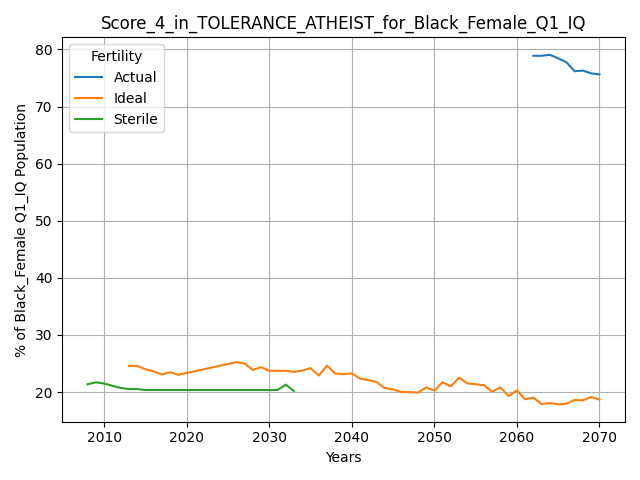 Score_4_in_TOLERANCE_ATHEIST_for_Black_Female_Q1_IQ
Fertility
Actual
Ideal
Sterile
% of Black_Female Q1_IQ Population
80
70
60
50
40
30
20
2010 2020 2030 2040 2050 2060 2070
Years